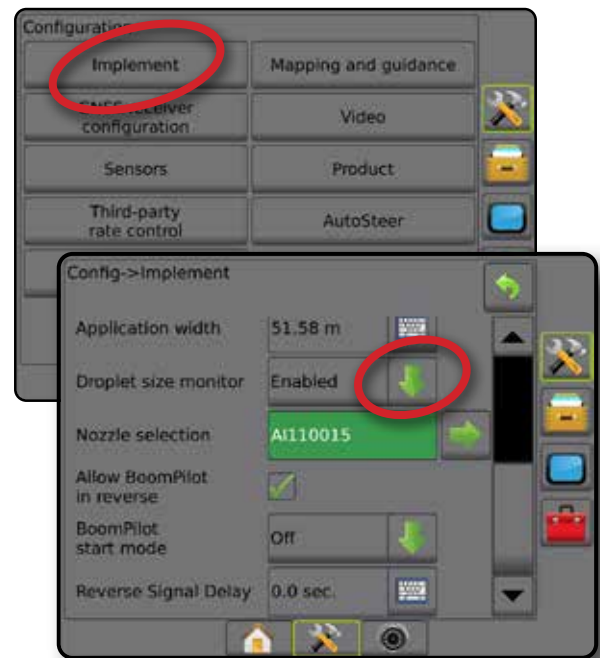 Configuration
Implement
Mapping and guidance
GNSS receiver
configuration
Video
Sensors
Product
Third-party
rate control
AutoSteer
Config->Implement
Application width
51.58 m
Droplet size monitor
Enabled
Nozzle selection
AI110015
Allow BoomPilot
in reverse
BoomPilot
start mode
Off
Reverse Signal Delay
0.0 sec.